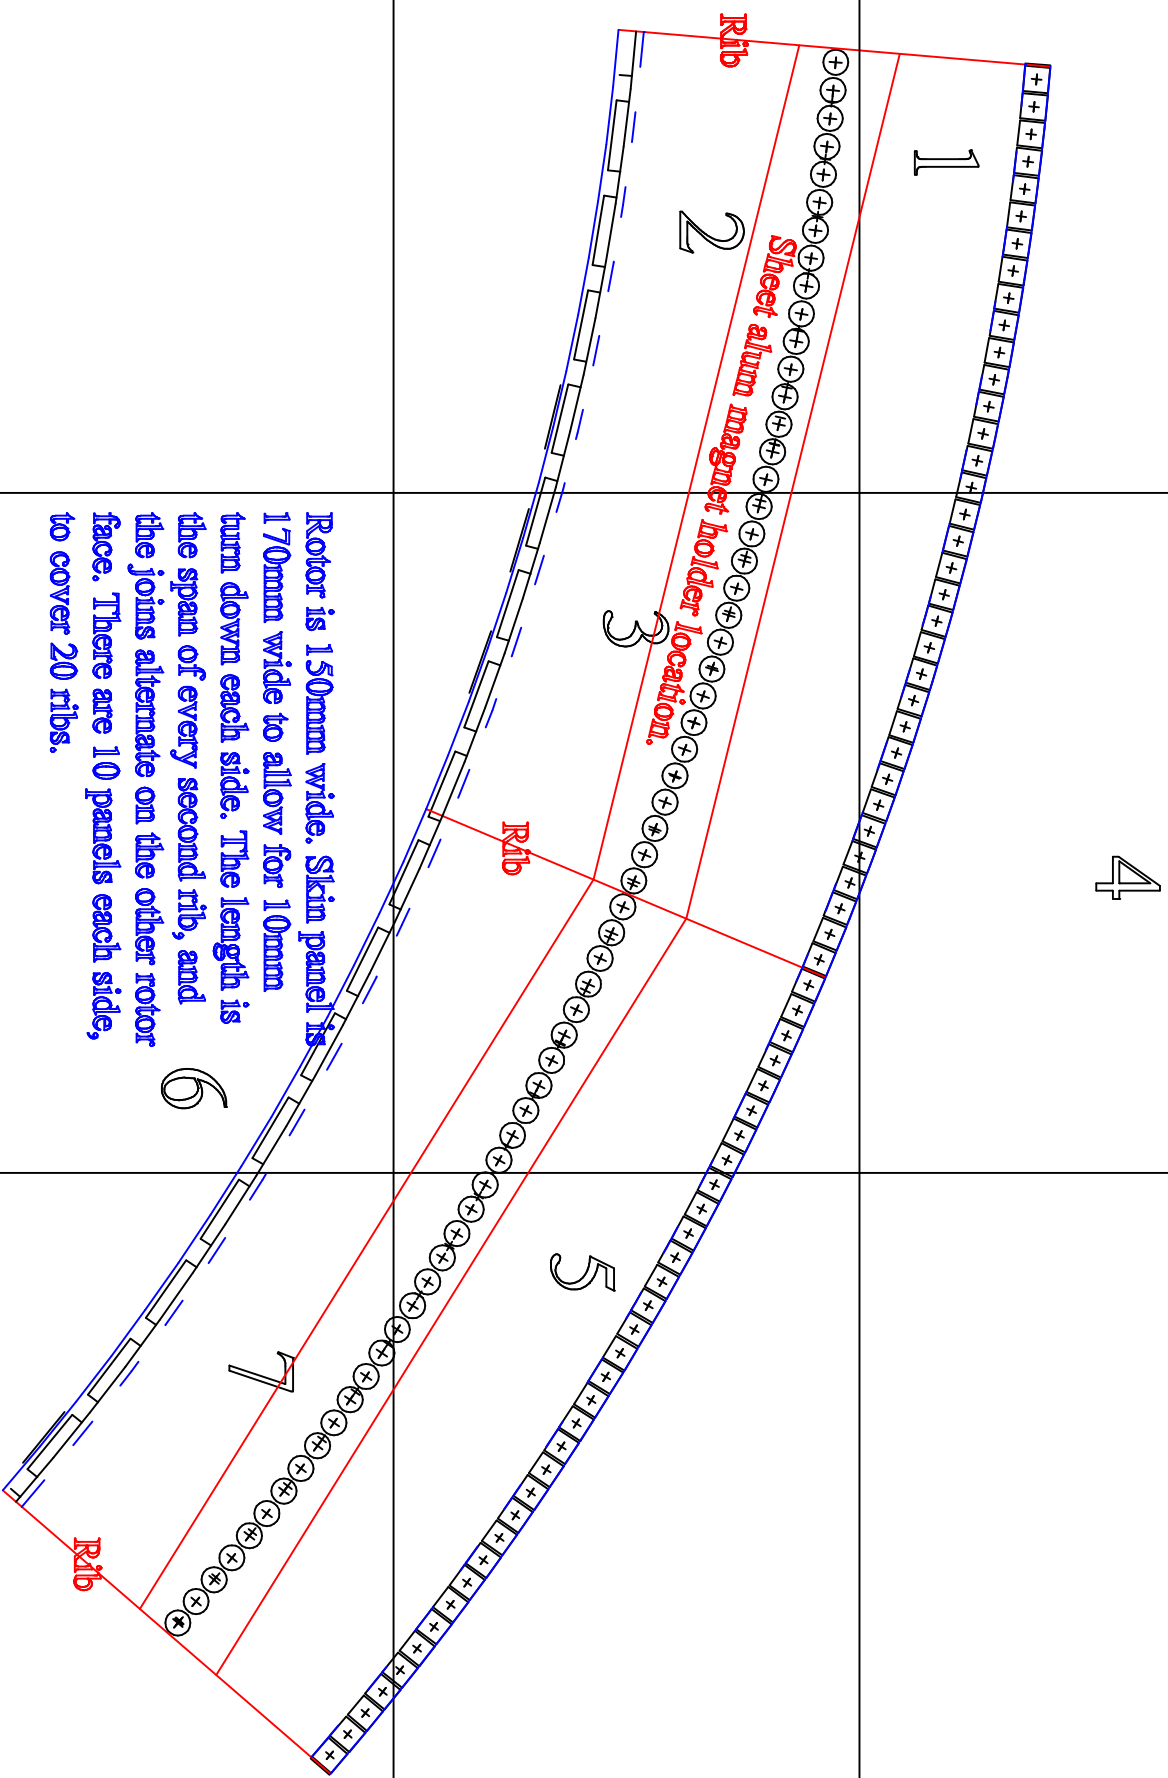 Rib
1
2
Sheet alum magnet holder location.
3
4
Rib
Rotor is 150mm wide. Skin panel is
170mm wide to allow for 10mm
turn down each side. The length is
the span of every second rib, and
the joins alternate on the other rotor
face. There are 10 panels each side,
to cover 20 ribs.
5
6
7
Rib